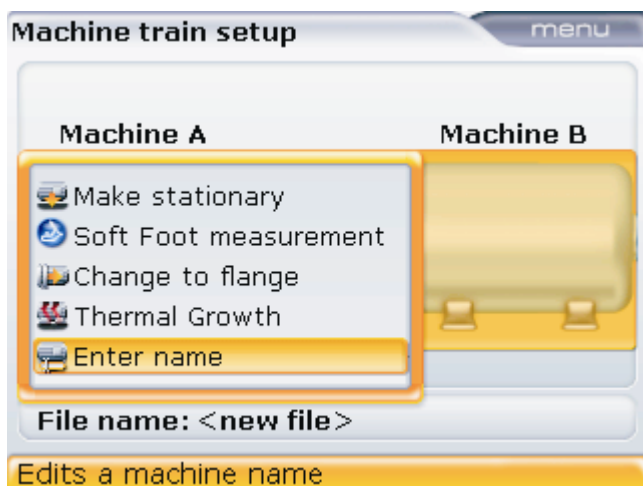 Machine train setup
menu
Machine A
Machine B
Make stationary
Soft Foot measurement
Change to flange
Thermal Growth
Enter name
File name: <new file>
Edits a machine name